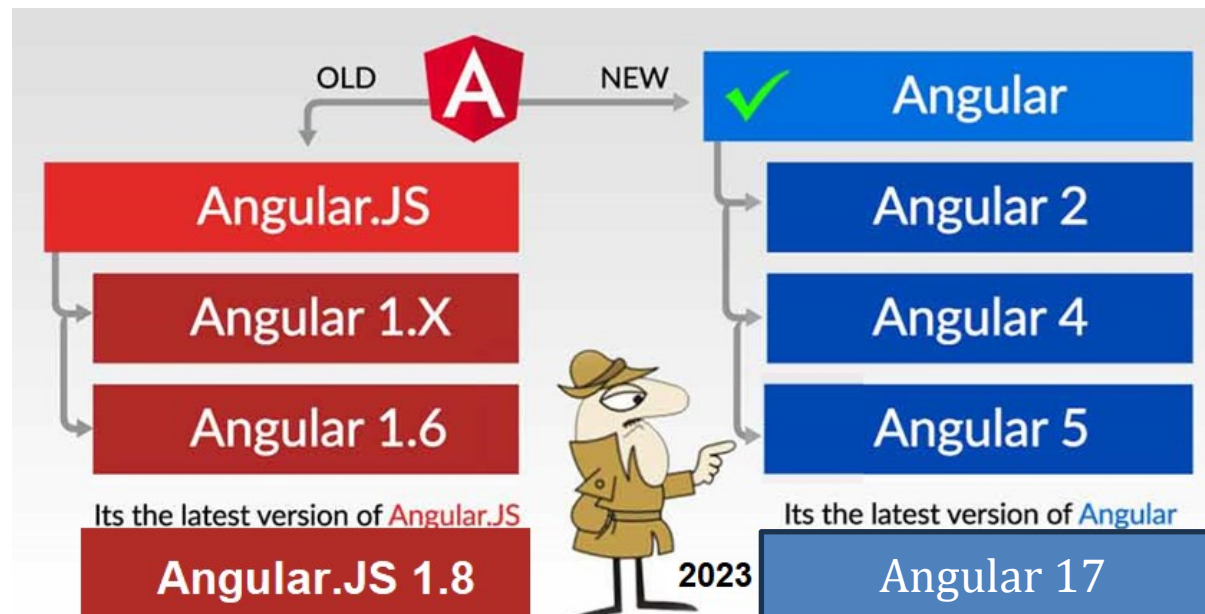 OLD
A
NEW
Angular
Angular.JS
Angular 2
Angular 1.X
Angular 4
Angular 1.6
Angular 5
Its the latest version of Angular.JS
Its the latest version of Angular
Angular.JS 1.8
2023
Angular 17